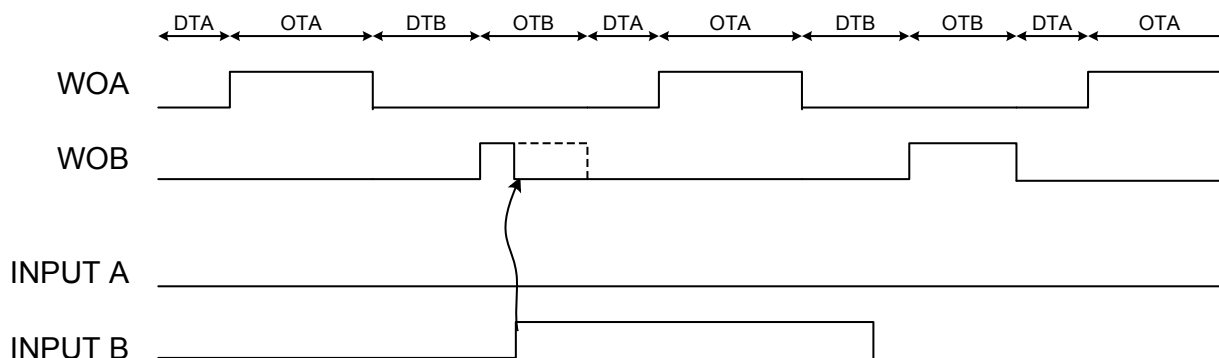 DTA OTA DTB OTB DTA OTA DTB OTB DTA OTA
WOA
WOB
INPUT A
INPUT B